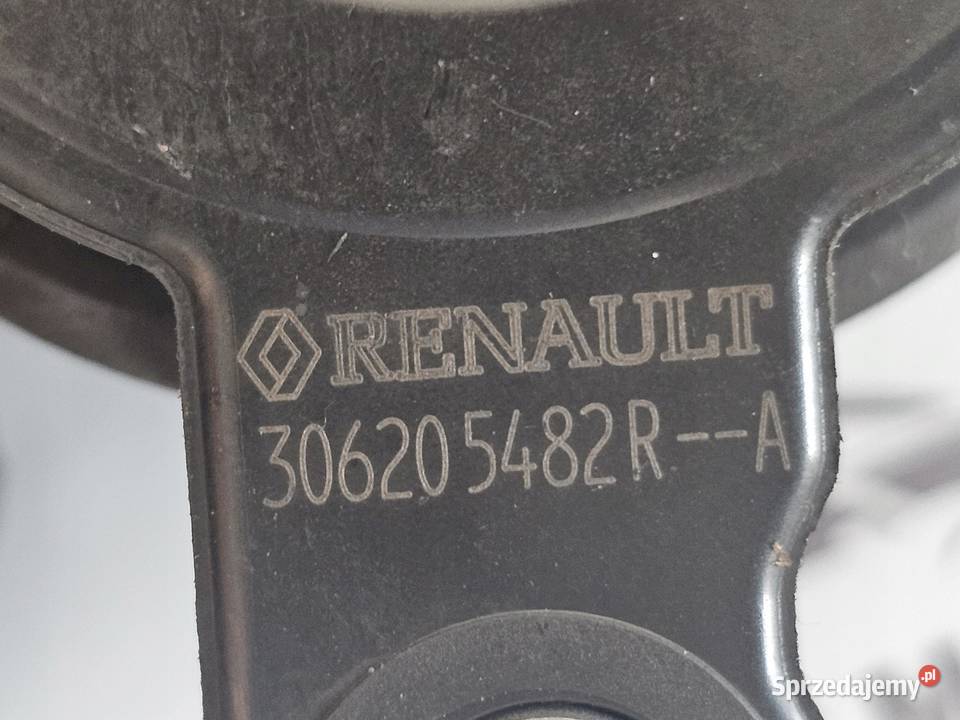 RENAULT
306205482R--A
Sprzedajemy.pl